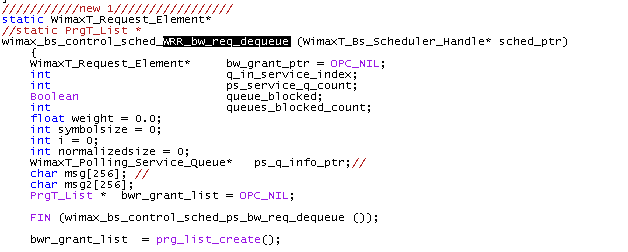 ////////////new 1//////////////////
static WimaxT_Request_Element*
//static PrgT_List *
wimax_bs_control_sched_WRR_bw_req_dequeue (WimaxT_Bs_Scheduler_Handle* sched_ptr)
{
WimaxT_Request_Element* bw_grant_ptr = OPC_NIL;
int q_in_service_index;
int ps_service_q_count;
Boolean queue_blocked;
int queues_blocked_count;
float weight = 0.0;
int symbolsize = 0;
int i = 0;
int normalizedsize = 0;
WimaxT_Polling_Service_Queue* ps_q_info_ptr;//
char msg[256]; //
char msg2[256];
PrgT_List * bwr_grant_list = OPC_NIL;
FIN (wimax_bs_control_sched_ps_bw_req_dequeue ());
bwr_grant_list = prg_list_create();